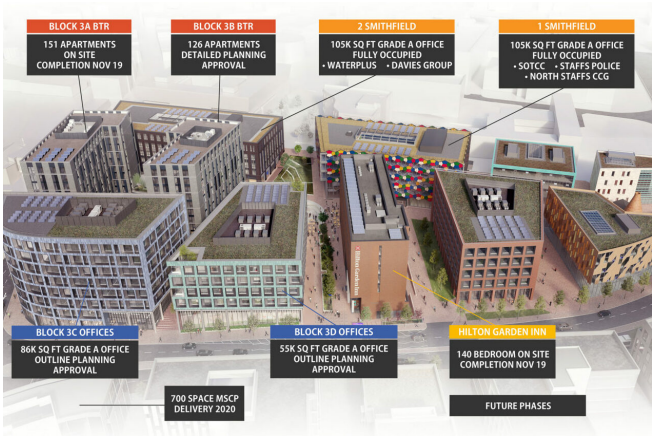 BLOCK 3A BTR
151 APARTMENTS
ON SITE
COMPLETION NOV 19
BLOCK 3B BTR
126 APARTMENTS
DETAILED PLANNING
APPROVAL
2 SMITHFIELD
105K SQ FT GRADE A OFFICE
FULLY OCCUPIED
• WATERPLUS • DAVIES GROUP
1 SMITHFIELD
105K SQ FT GRADE A OFFICE
FULLY OCCUPIED
• SOTCC • STAFFS POLICE
• NORTH STAFFS CCG
Hilton Garden Inn
BLOCK 3C OFFICES
86K SQ FT GRADE A OFFICE
OUTLINE PLANNING
APPROVAL
BLOCK 3D OFFICES
55K SQ FT GRADE A OFFICE
OUTLINE PLANNING
APPROVAL
HILTON GARDEN INN
140 BEDROOM ON SITE
COMPLETION NOV 19
700 SPACE MSCP
DELIVERY 2020
FUTURE PHASES